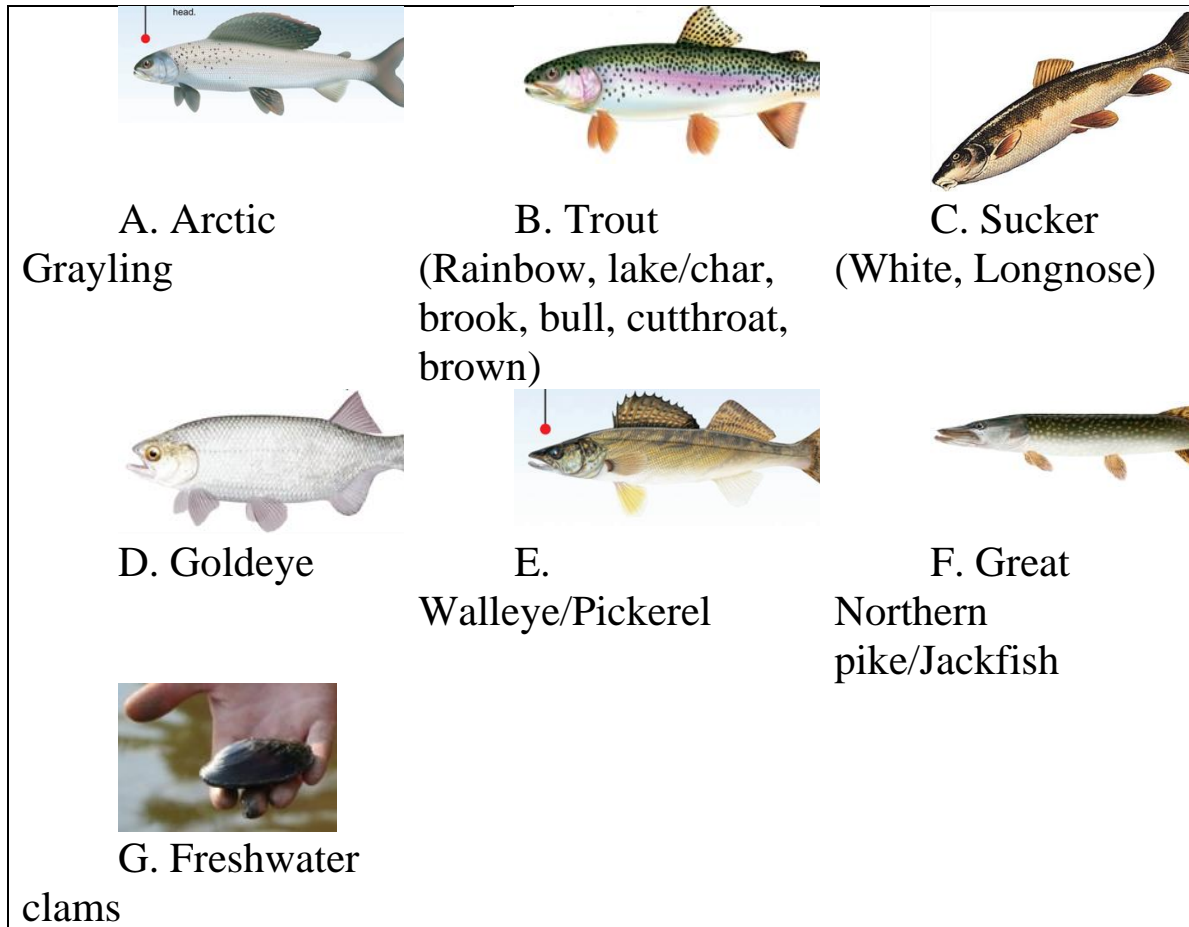 head.
A. Arctic
Grayling
B. Trout
(Rainbow, lake/char,
brook, bull, cutthroat,
brown)
C. Sucker
(White, Longnose)
D. Goldeye
E.
Walleye/Pickerel
F. Great
Northern
pike/Jackfish
G. Freshwater
clams